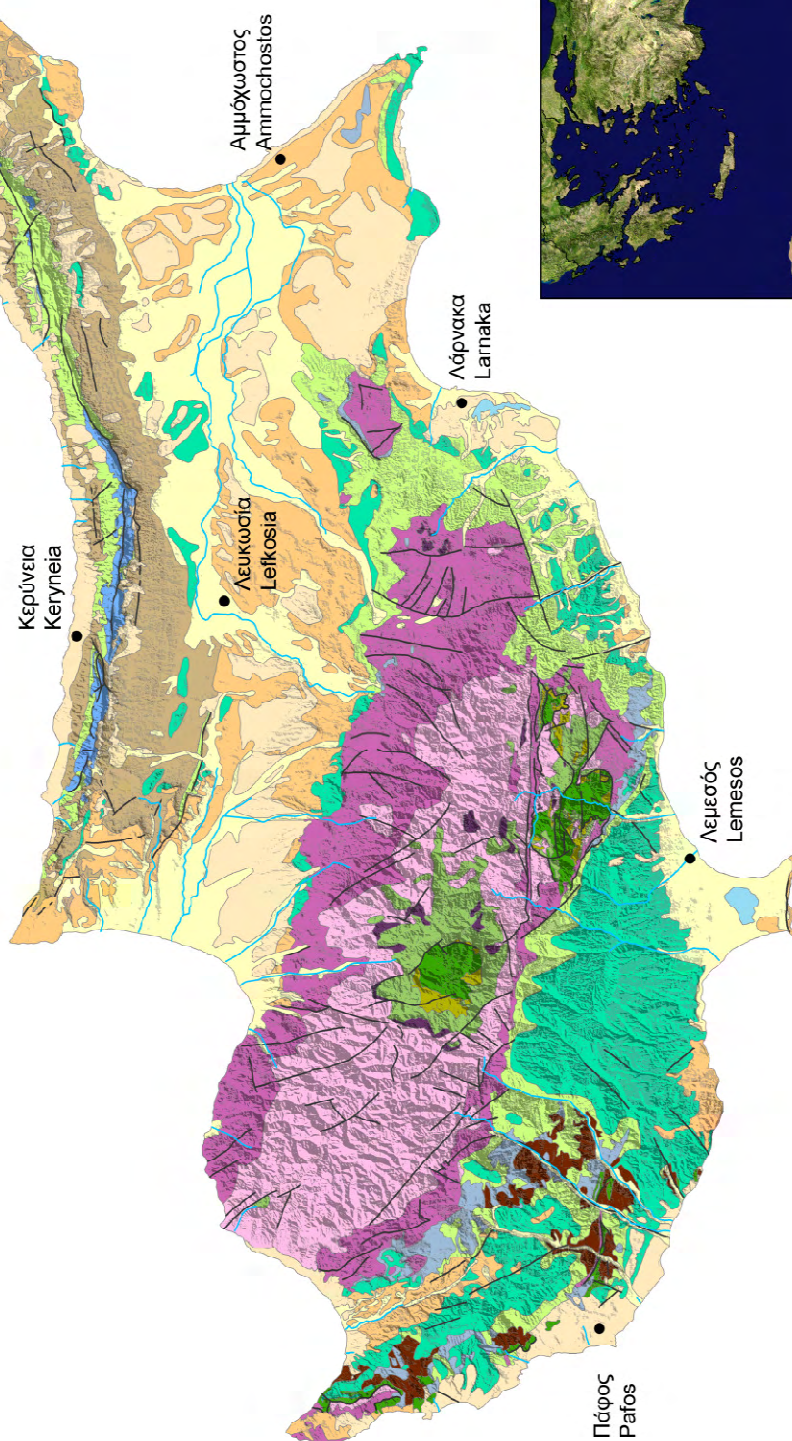 Κερύνεια
Keryneia
Αμμόχωστος
Ammochostos
Λευκωσία
Lefkosia
Λάρνακα
Larnaka
Λεμεσός
Lemesos
Πάφος
Pafos